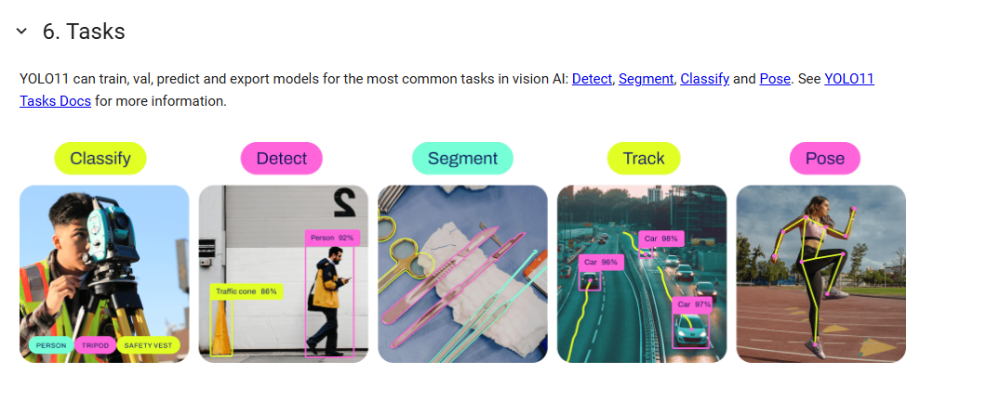 6. Tasks
YOLO11 can train, val, predict and export models for the most common tasks in vision AI: Detect, Segment, Classify and Pose. See YOLO11
Tasks Docs for more information.
Classify
Detect
Segment
Track
Pose
2
Person 92%
Traffic cone 86%
Car 98%
Car 96%
Car 97%
PERSON
TRIPOD
SAFETY VEST